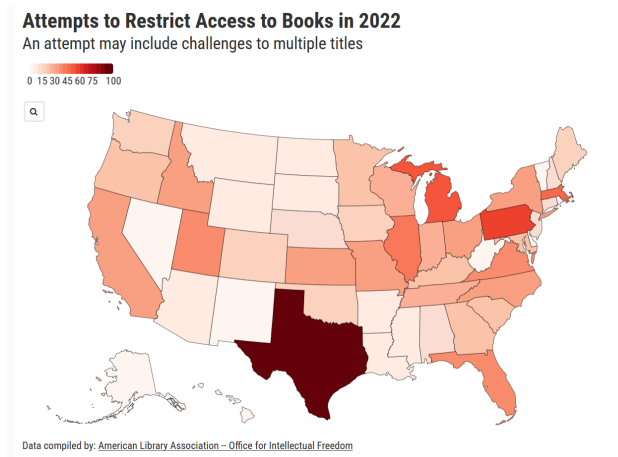 Attempts to Restrict Access to Books in 2022
An attempt may include challenges to multiple titles
0 15 30 45 60 75 100
Data compiled by: American Library Association -- Office for Intellectual Freedom